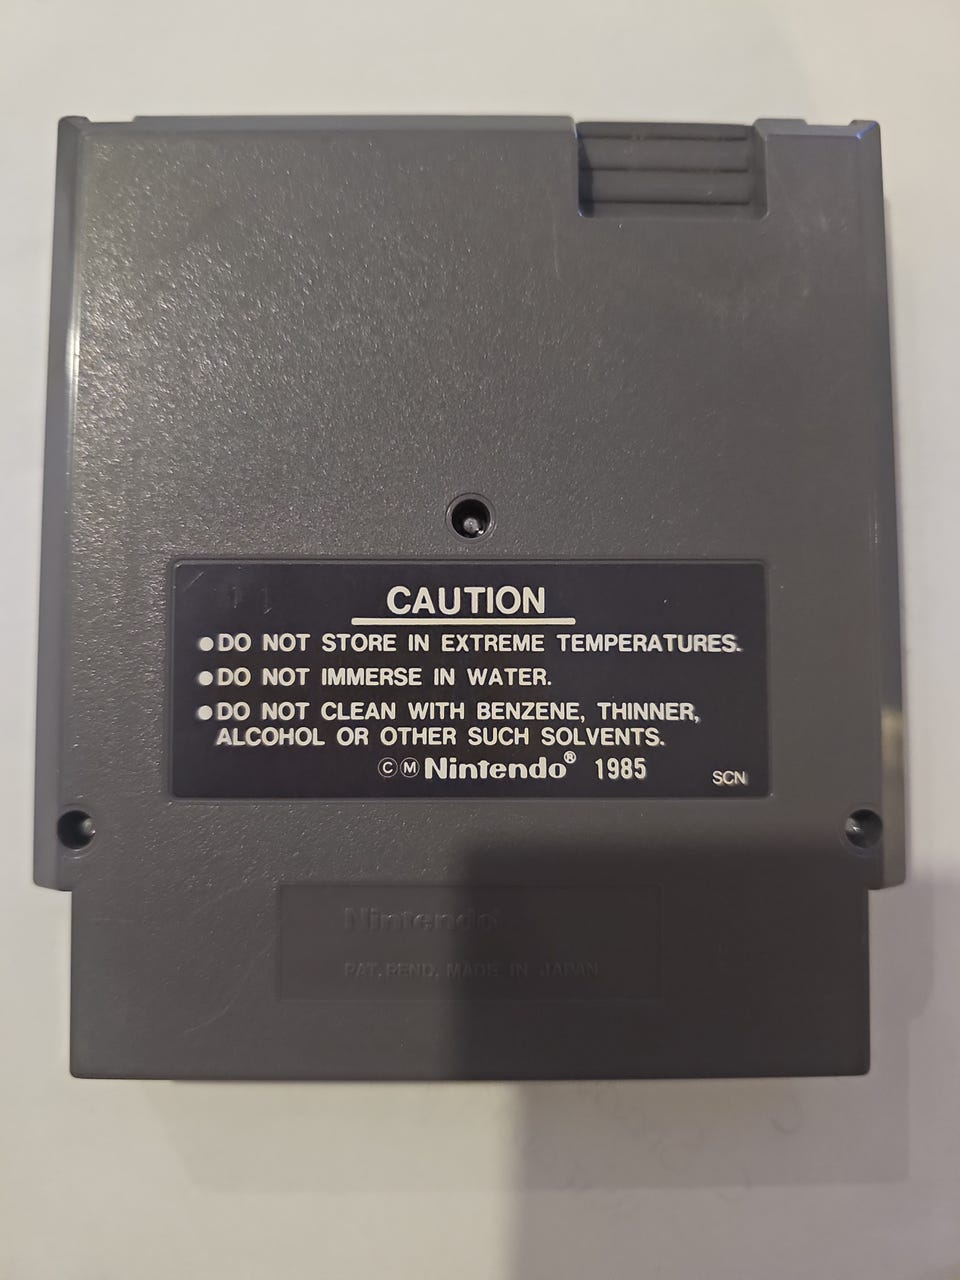 CAUTION
●DO NOT STORE IN EXTREME TEMPERATURES.
●DO NOT IMMERSE IN WATER.
●DO NOT CLEAN WITH BENZENE, THINNER,
ALCOHOL OR OTHER SUCH SOLVENTS.
ⒸⓂNintendo® 1985
SCN
Nintendo
PAT. PEND. MADE IN JAPAN